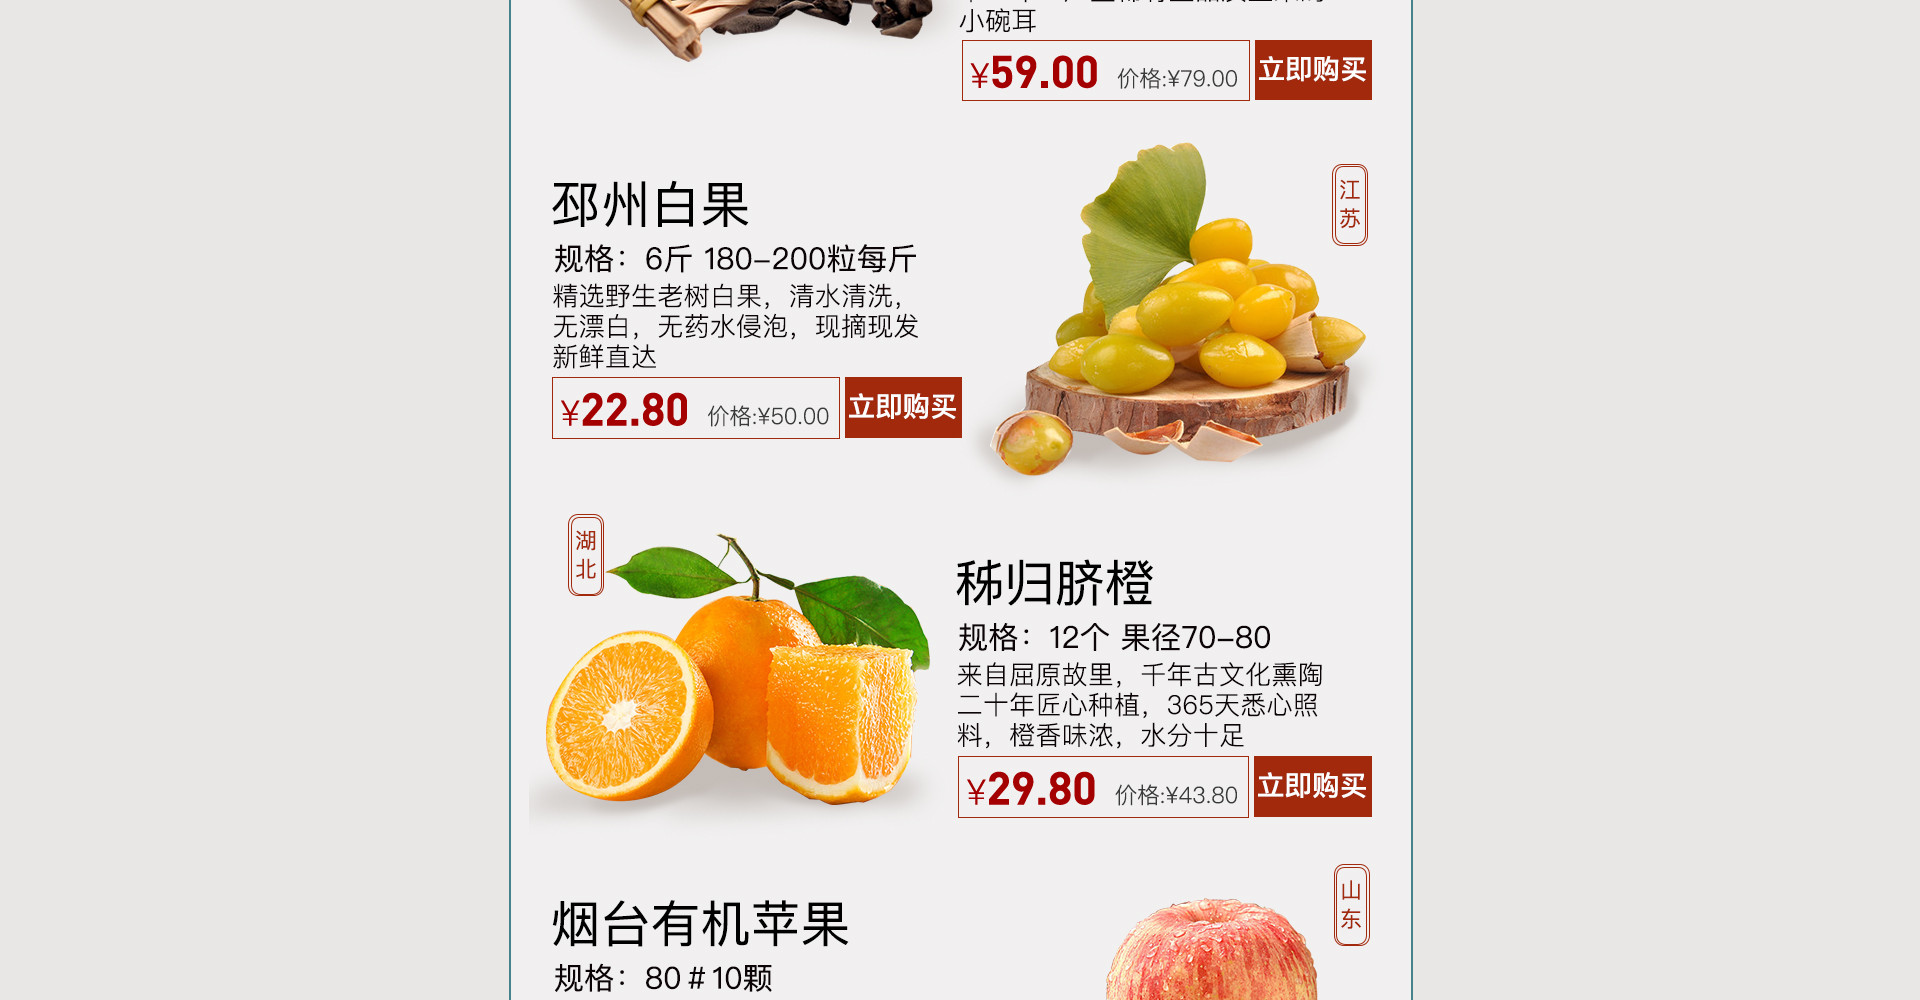 小碗耳
¥59.00 价格:¥79.00 立即购买
邳州白果
规格：6斤 180-200粒每斤
精选野生老树白果，清水清洗，
无漂白，无药水侵泡，现摘现发
新鲜直达
¥22.80 价格:¥50.00 立即购买
江苏
湖北
秭归脐橙
规格：12个 果径70-80
来自屈原故里，千年古文化熏陶
二十年匠心种植，365天悉心照
料，橙香味浓，水分十足
¥29.80 价格:¥43.80 立即购买
烟台有机苹果
规格：80＃10颗
山东